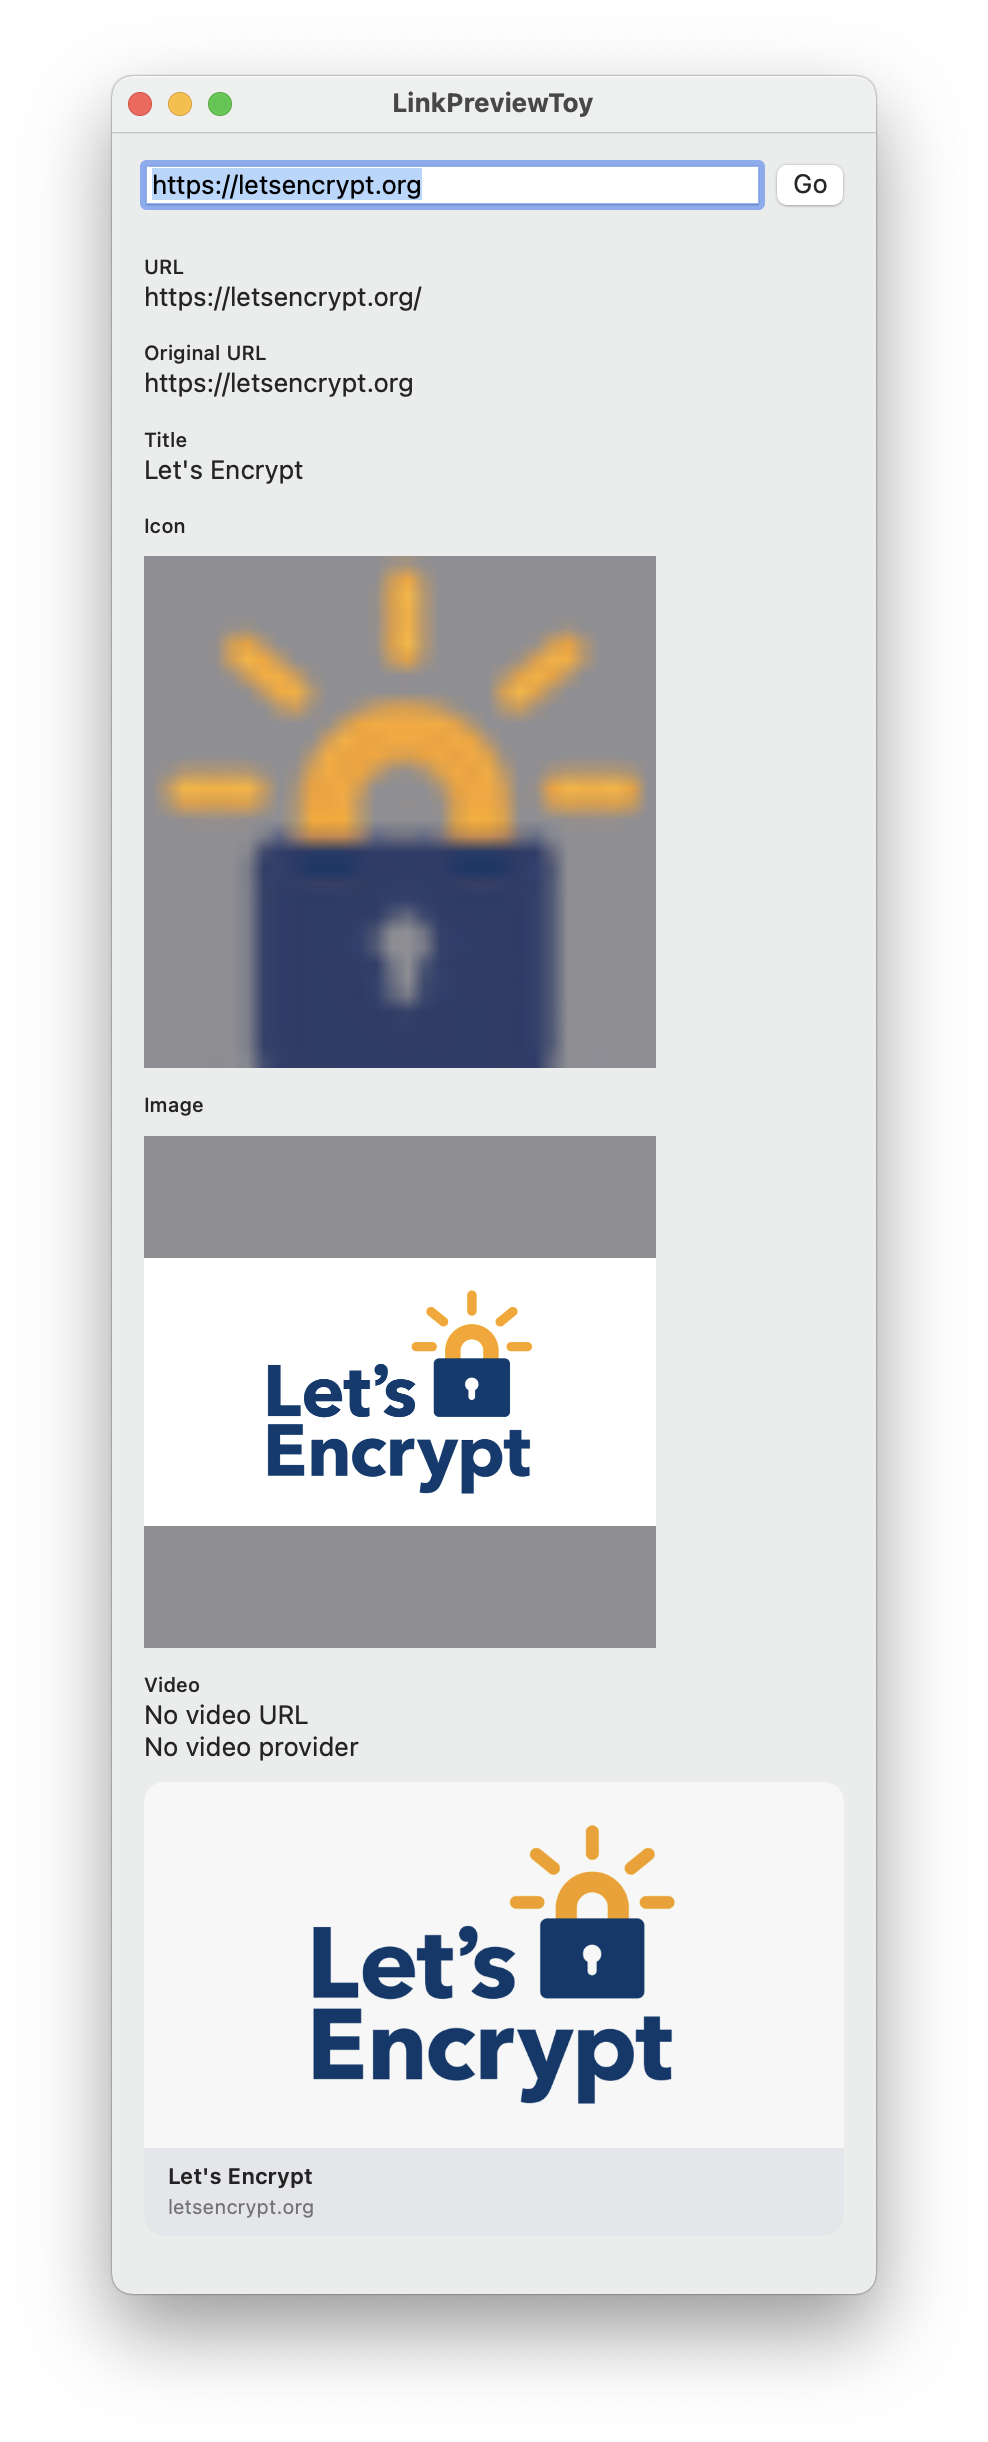 LinkPreviewToy
https://letsencrypt.org
Go
URL
https://letsencrypt.org/
Original URL
https://letsencrypt.org
Title
Let's Encrypt
Icon
Image
Let’s
Encrypt
Video
No video URL
No video provider
Let’s
Encrypt
Let's Encrypt
letsencrypt.org